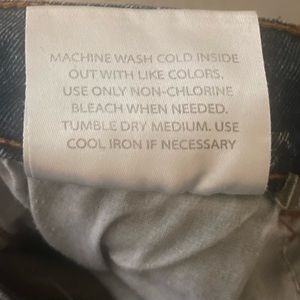 MACHINE WASH COLD INSIDE
OUT WITH LIKE COLORS.
USE ONLY NON-CHLORINE
BLEACH WHEN NEEDED.
TUMBLE DRY MEDIUM. USE
COOL IRON IF NECESSARY